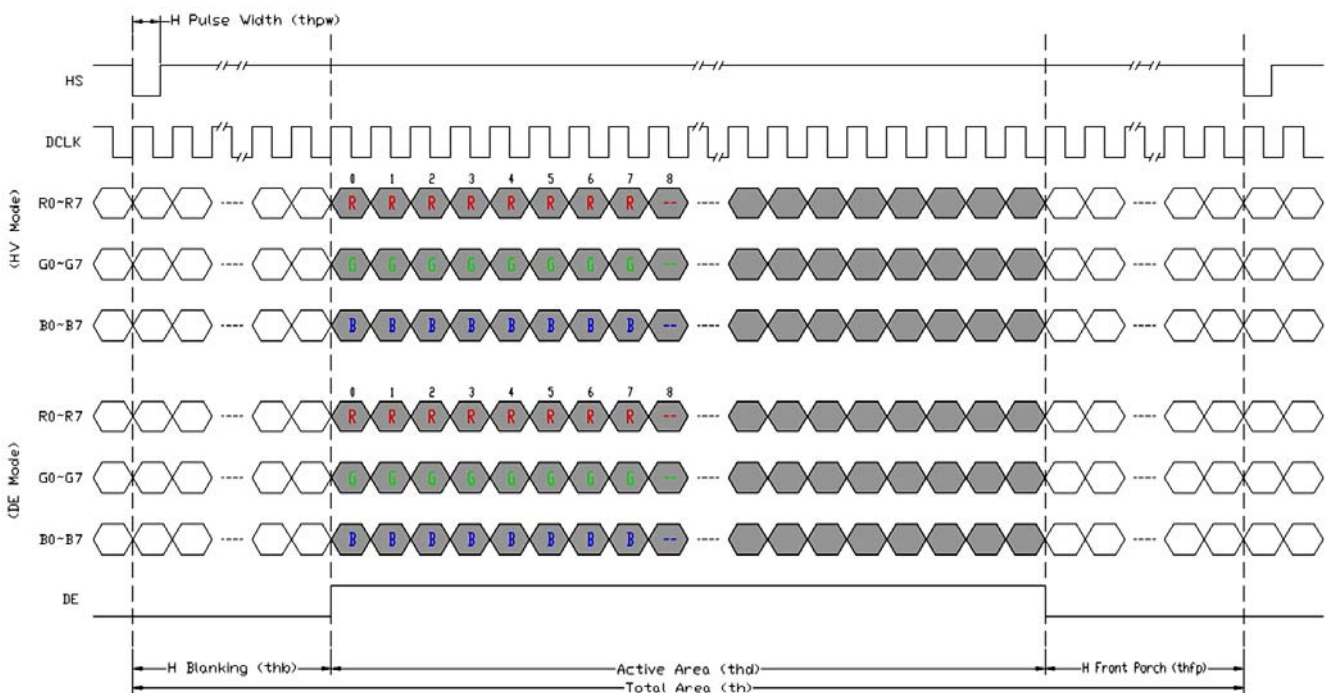 H Pulse Width (thpw)
HS
DCLK
(HV Mode)
0 1 2 3 4 5 6 7 8
R0~R7 ---- R R R R R R R R -- ---- ----
G0~G7 ---- G G G G G G G G -- ---- ----
B0~B7 ---- B B B B B B B B -- ---- ----
(DE Mode)
0 1 2 3 4 5 6 7 8
R0~R7 ---- R R R R R R R R -- ---- ----
G0~G7 ---- G G G G G G G G -- ---- ----
B0~B7 ---- B B B B B B B B -- ---- ----
DE
H Blanking (thb) Active Area (thd) H Front Porch (thfp)
Total Area (th)